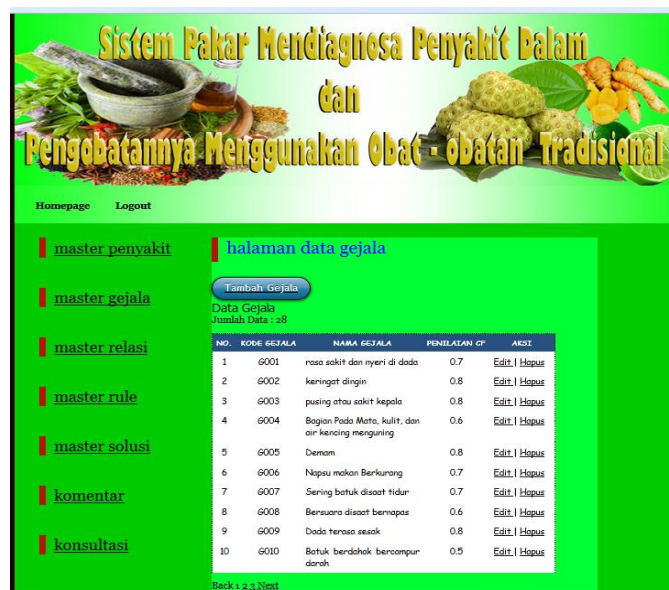 Sistem Pakar Mendiagnosa Penyakit Dalam
dan
Pengobatannya Menggunakan Obat - obatan Tradisional
Homepage Logout
master penyakit
master gejala
master relasi
master rule
master solusi
komentar
konsultasi
halaman data gejala
Tambah Gejala
Data Gejala
Jumlah Data : 28
NO. KODE GEJALA NAMA GEJALA PENILAIAN CF AKSI
1 G001 rasa sakit dan nyeri di dada 0.7 Edit | Hapus
2 G002 keringat dingin 0.8 Edit | Hapus
3 G003 pusing atau sakit kepala 0.8 Edit | Hapus
4 G004 Bagian Pada Mata, kulit, dan 0.6 Edit | Hapus
air kencing menguning
5 G005 Demam 0.8 Edit | Hapus
6 G006 Napsu makan Berkurang 0.7 Edit | Hapus
7 G007 Sering batuk disaat tidur 0.7 Edit | Hapus
8 G008 Bersuara disaat bernapas 0.6 Edit | Hapus
9 G009 Dada terasa sesak 0.8 Edit | Hapus
10 G010 Batuk berdahak bercampur 0.5 Edit | Hapus
darah
Back 1 2 3 Next